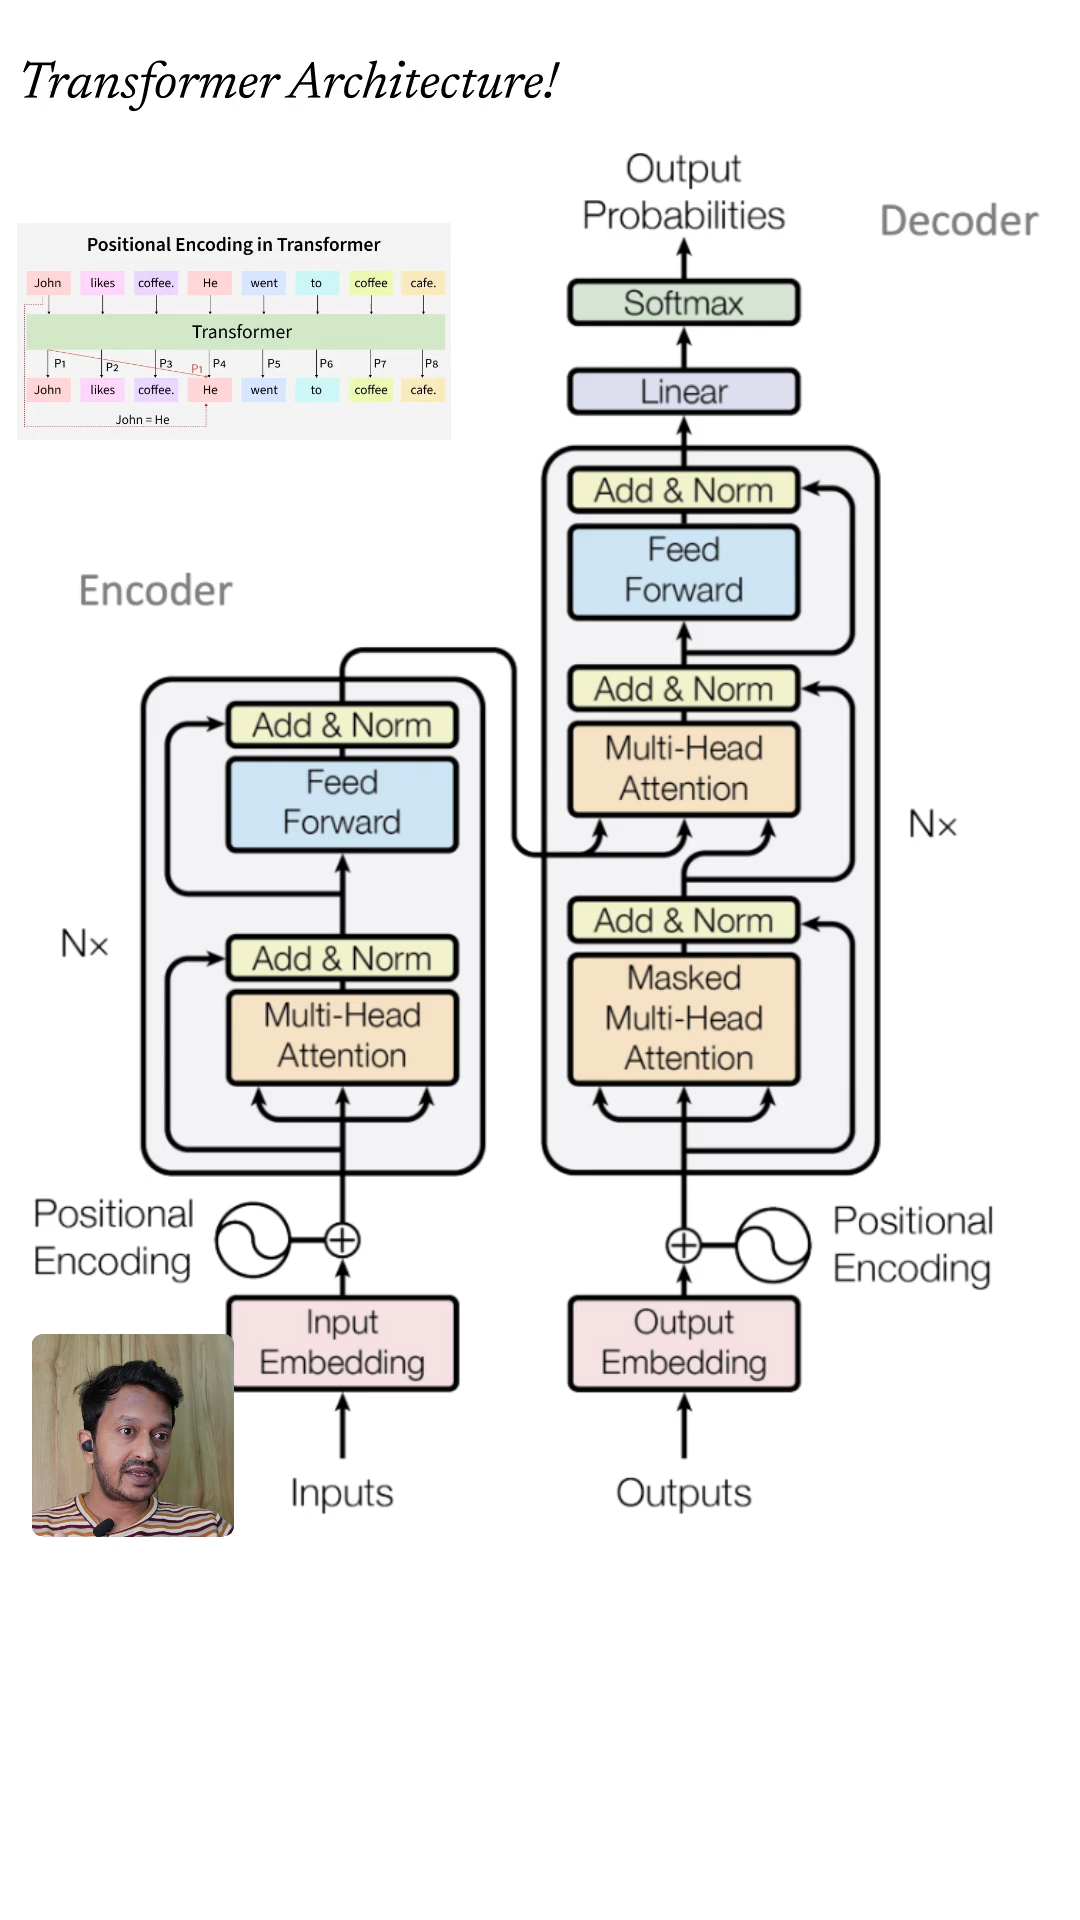 Transformer Architecture!
Positional Encoding in Transformer
John likes coffee. He went to coffee cafe.
Transformer
P1 P2 P3 P1 P4 P5 P6 P7 P8
John likes coffee. He went to coffee cafe.
John = He
Encoder
Add & Norm
Feed
Forward
Nx
Add & Norm
Multi-Head
Attention
Positional
Encoding
Input
Embedding
Inputs
Decoder
Output
Probabilities
Softmax
Linear
Add & Norm
Feed
Forward
Add & Norm
Multi-Head
Attention
Nx
Add & Norm
Masked
Multi-Head
Attention
Positional
Encoding
Output
Embedding
Outputs